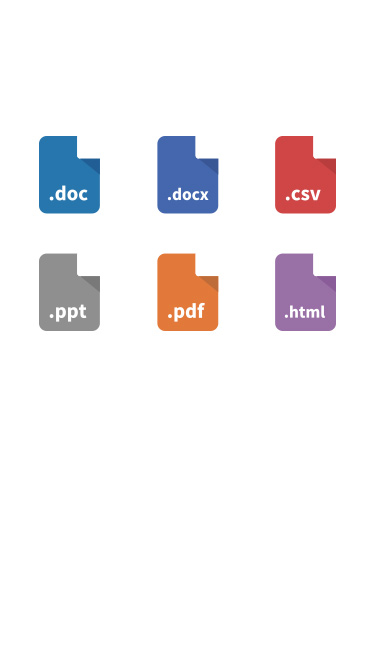 .doc
.docx
.csv
.ppt
.pdf
.html